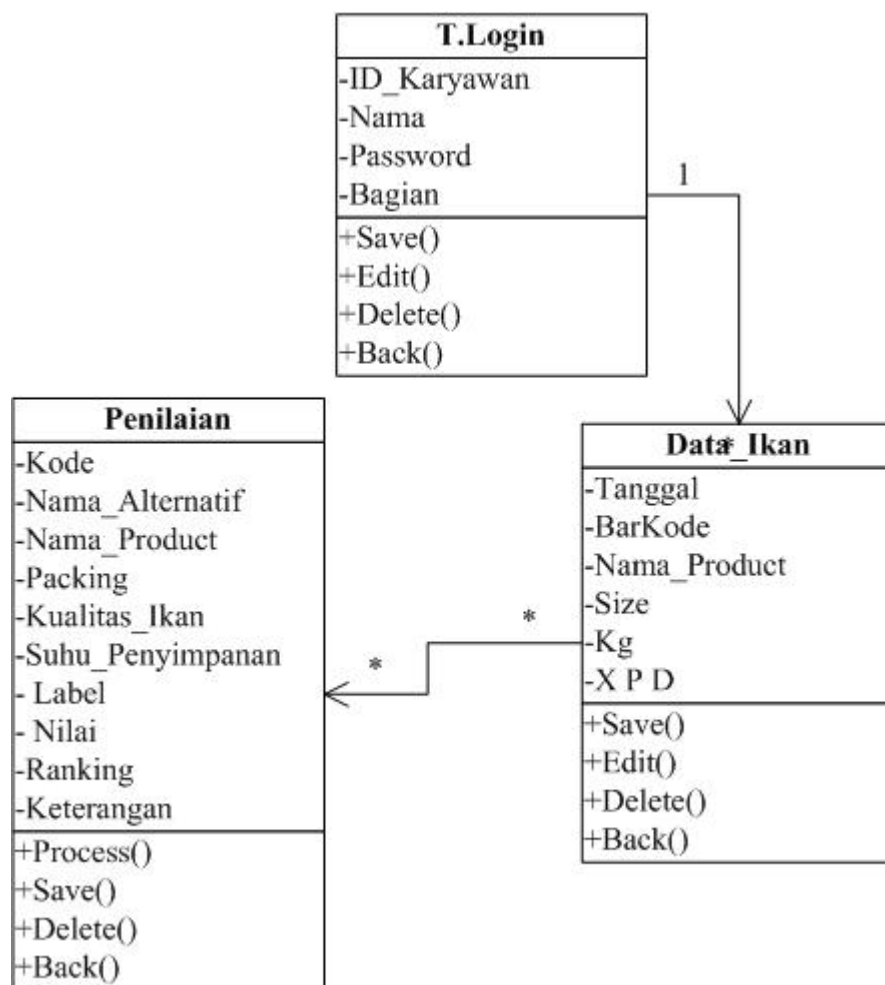 T.Login
-ID_Karyawan
-Nama
-Password
-Bagian
+Save()
+Edit()
+Delete()
+Back()
1
Penilaian
-Kode
-Nama_Alternatif
-Nama_Product
-Packing
-Kualitas_Ikan
-Suhu_Penyimpanan
- Label
- Nilai
-Ranking
-Keterangan
+Process()
+Save()
+Delete()
+Back()
*
*
*
Data_Ikan
-Tanggal
-BarKode
-Nama_Product
-Size
-Kg
-X P D
+Save()
+Edit()
+Delete()
+Back()